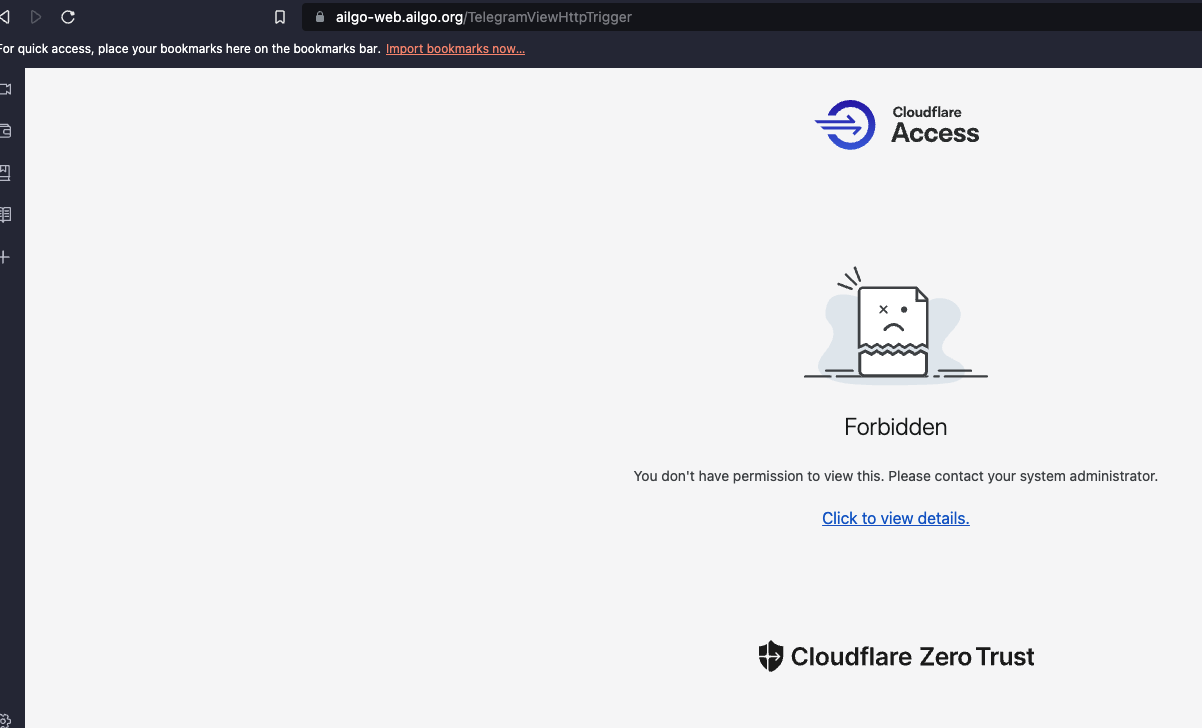 ailgo-web.ailgo.org/TelegramViewHttpTrigger
For quick access, place your bookmarks here on the bookmarks bar. Import bookmarks now...
Cloudflare
Access
Forbidden
You don't have permission to view this. Please contact your system administrator.
Click to view details.
Cloudflare Zero Trust